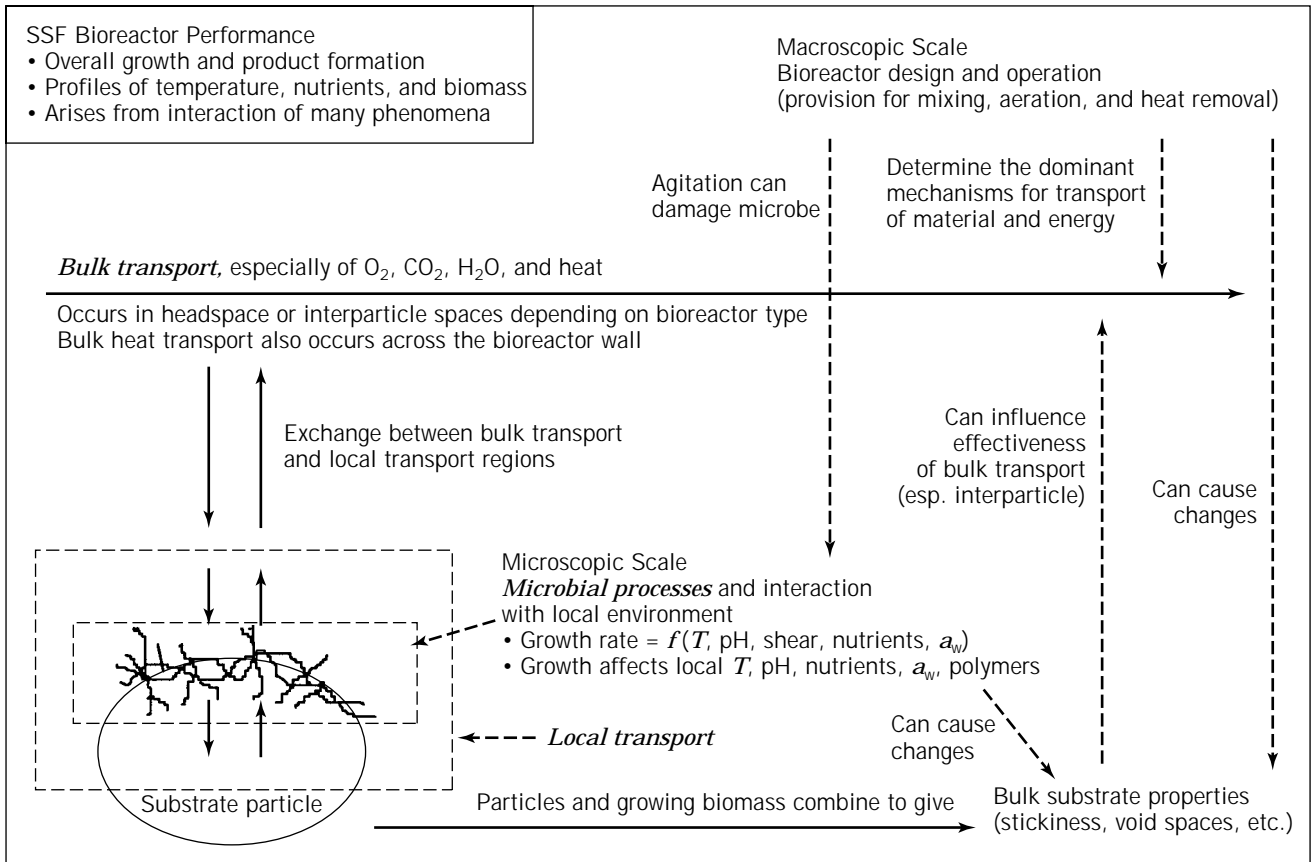 SSF Bioreactor Performance
• Overall growth and product formation
• Profiles of temperature, nutrients, and biomass
• Arises from interaction of many phenomena
Macroscopic Scale
Bioreactor design and operation
(provision for mixing, aeration, and heat removal)
Agitation can
damage microbe
Determine the dominant
mechanisms for transport
of material and energy
Bulk transport, especially of O₂, CO₂, H₂O, and heat
Occurs in headspace or interparticle spaces depending on bioreactor type
Bulk heat transport also occurs across the bioreactor wall
Exchange between bulk transport
and local transport regions
Can influence
effectiveness
of bulk transport
(esp. interparticle)
Can cause
changes
Microscopic Scale
Microbial processes and interaction
with local environment
• Growth rate = f(T, pH, shear, nutrients, a_w)
• Growth affects local T, pH, nutrients, a_w, polymers
Can cause
changes
Local transport
Substrate particle
Particles and growing biomass combine to give
Bulk substrate properties
(stickiness, void spaces, etc.)